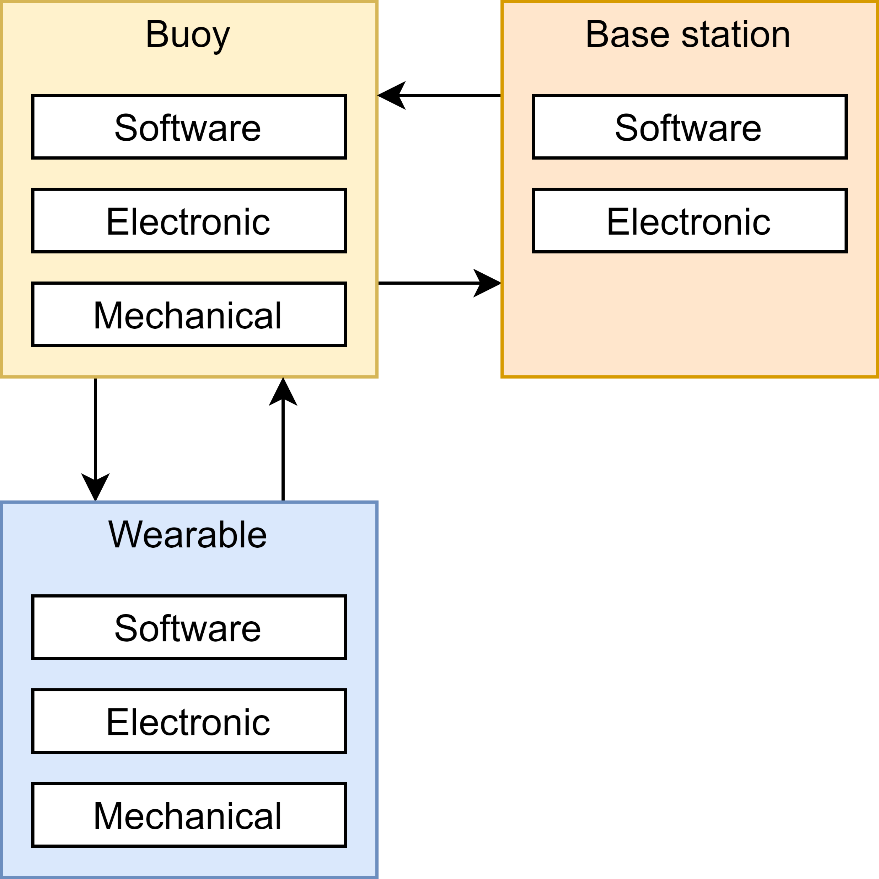 Buoy
Software
Electronic
Mechanical
Base station
Software
Electronic
Wearable
Software
Electronic
Mechanical